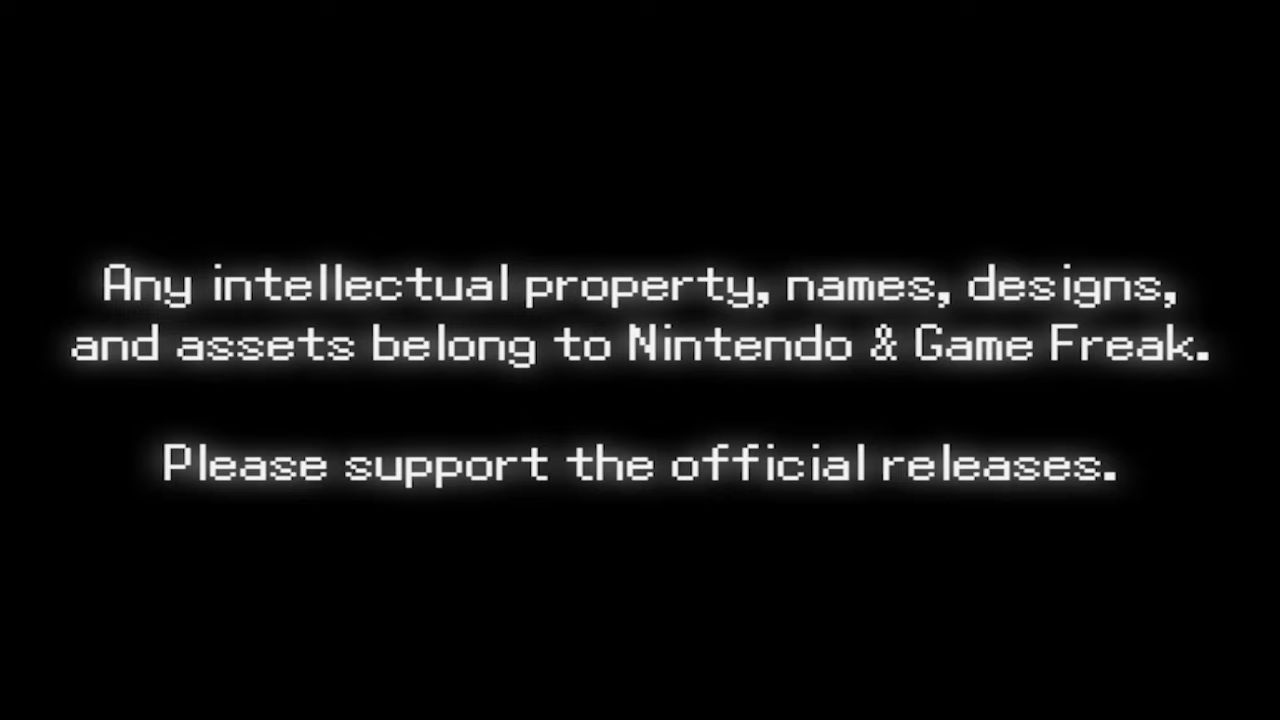 Any intellectual property, names, designs,
and assets belong to Nintendo & Game Freak.
Please support the official releases.